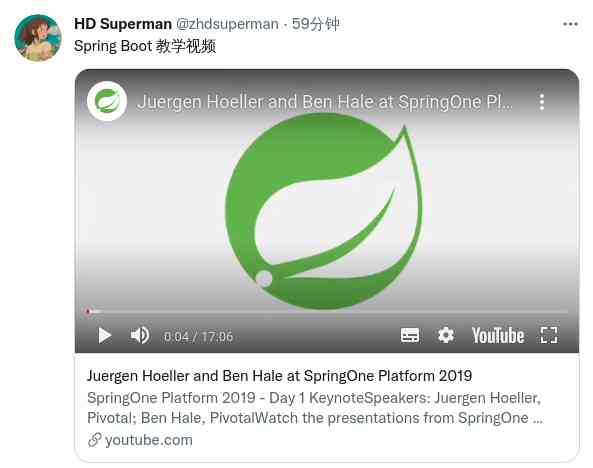 HD Superman @zhdsuperman · 59分钟
Spring Boot 教学视频
Juergen Hoeller and Ben Hale at SpringOne Pl...
0:04 / 17:06
YouTube
Juergen Hoeller and Ben Hale at SpringOne Platform 2019
SpringOne Platform 2019 - Day 1 KeynoteSpeakers: Juergen Hoeller,
Pivotal; Ben Hale, PivotalWatch the presentations from SpringOne ...
youtube.com